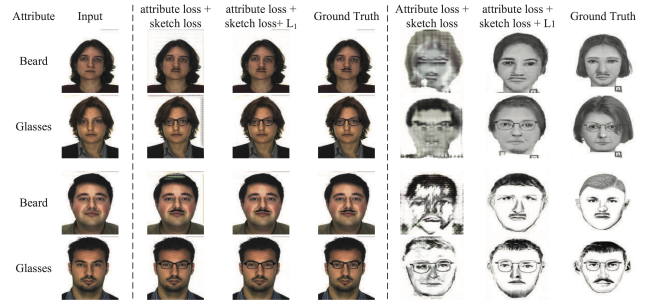 Attribute
Input
attribute loss +
sketch loss
attribute loss +
sketch loss+ L1
Ground Truth
Attribute loss +
sketch loss
attribute loss +
sketch loss + L1
Ground Truth
Beard
Glasses
Beard
Glasses